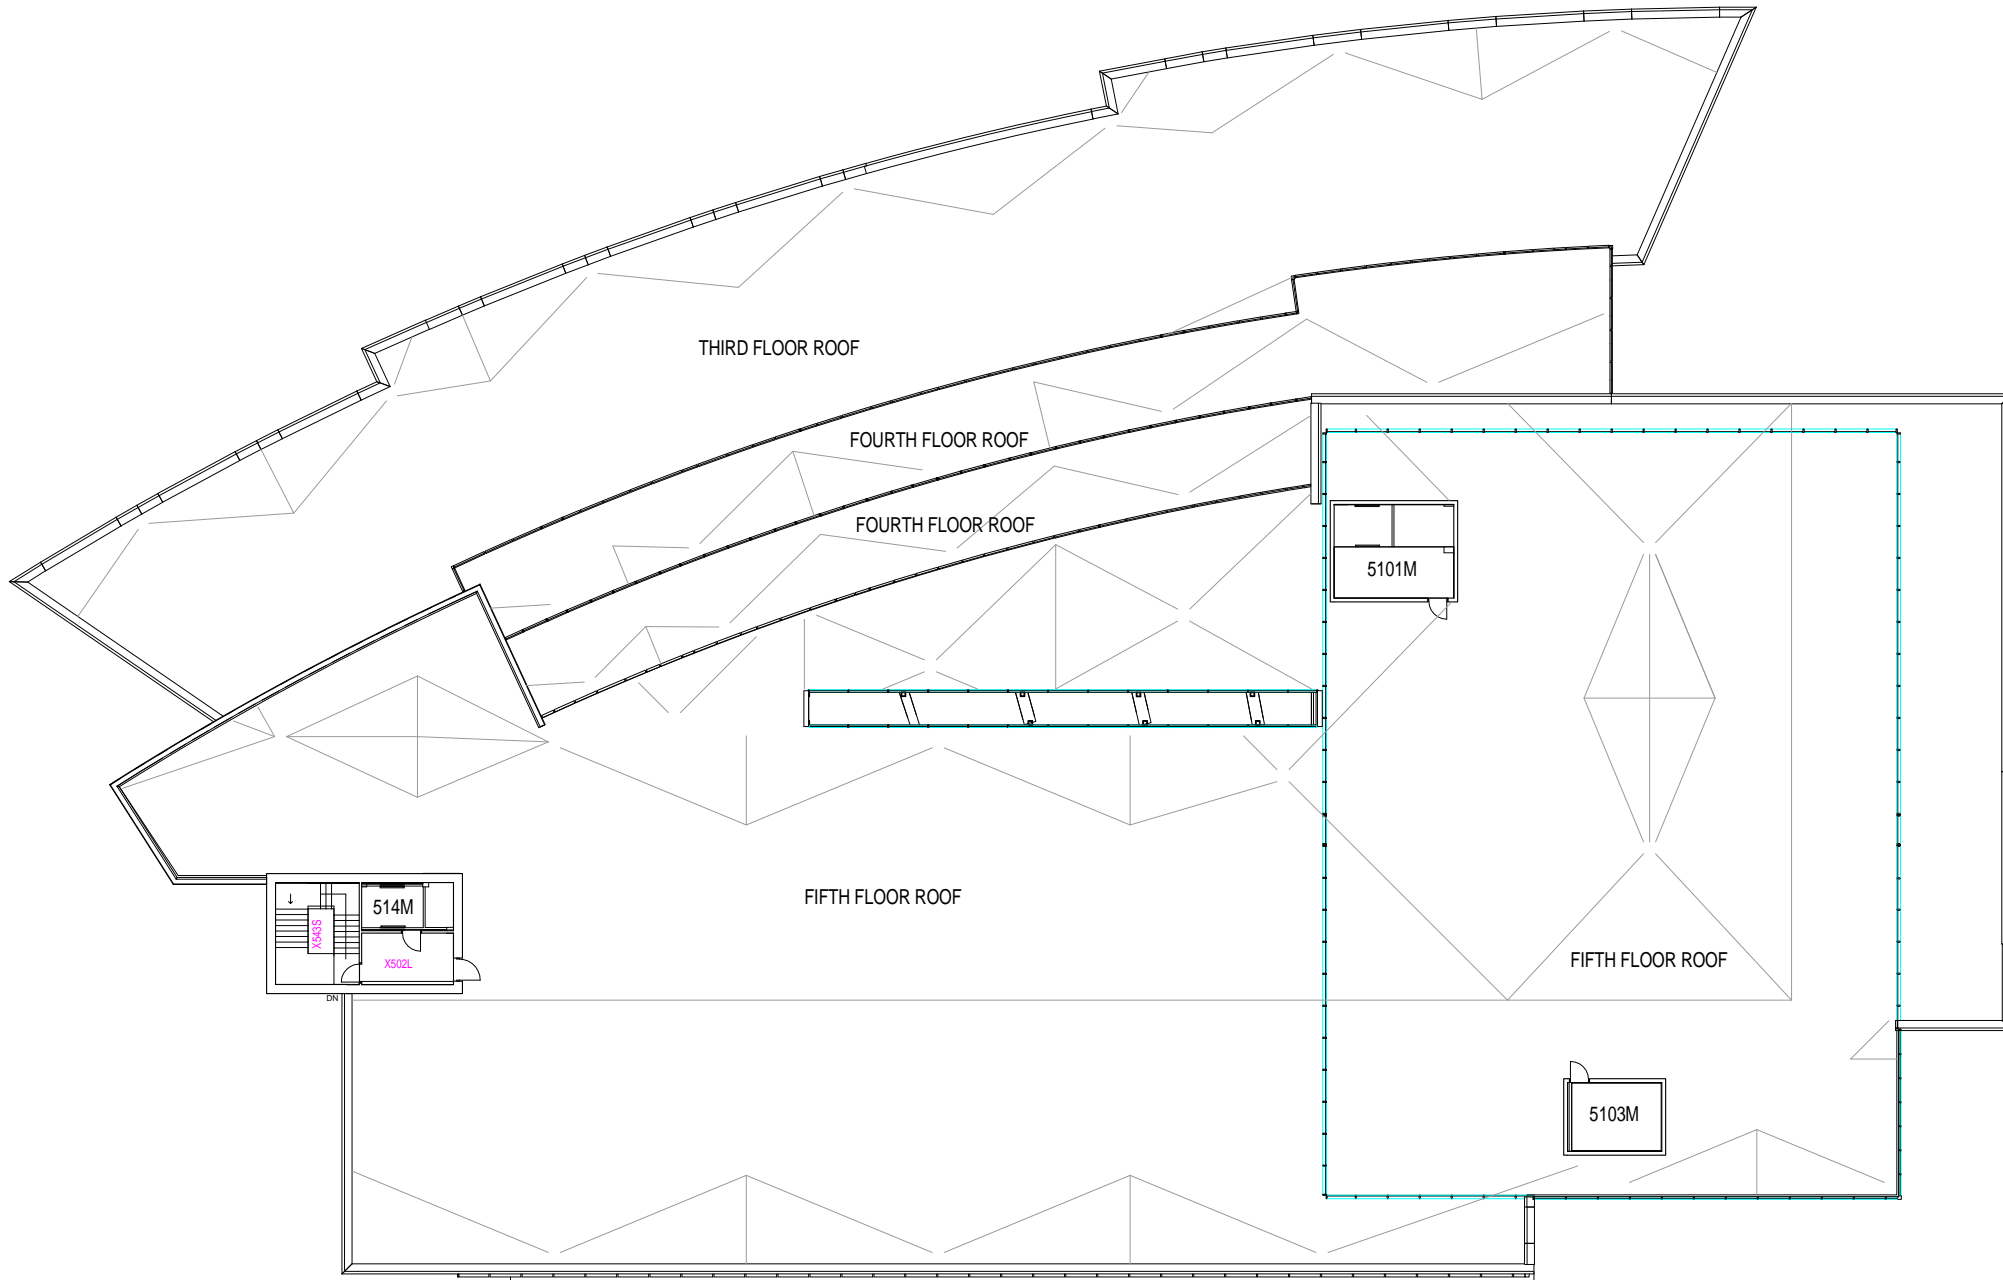 THIRD FLOOR ROOF
FOURTH FLOOR ROOF
FOURTH FLOOR ROOF
5101M
FIFTH FLOOR ROOF
514M
X543S
X502L
DN
FIFTH FLOOR ROOF
5103M